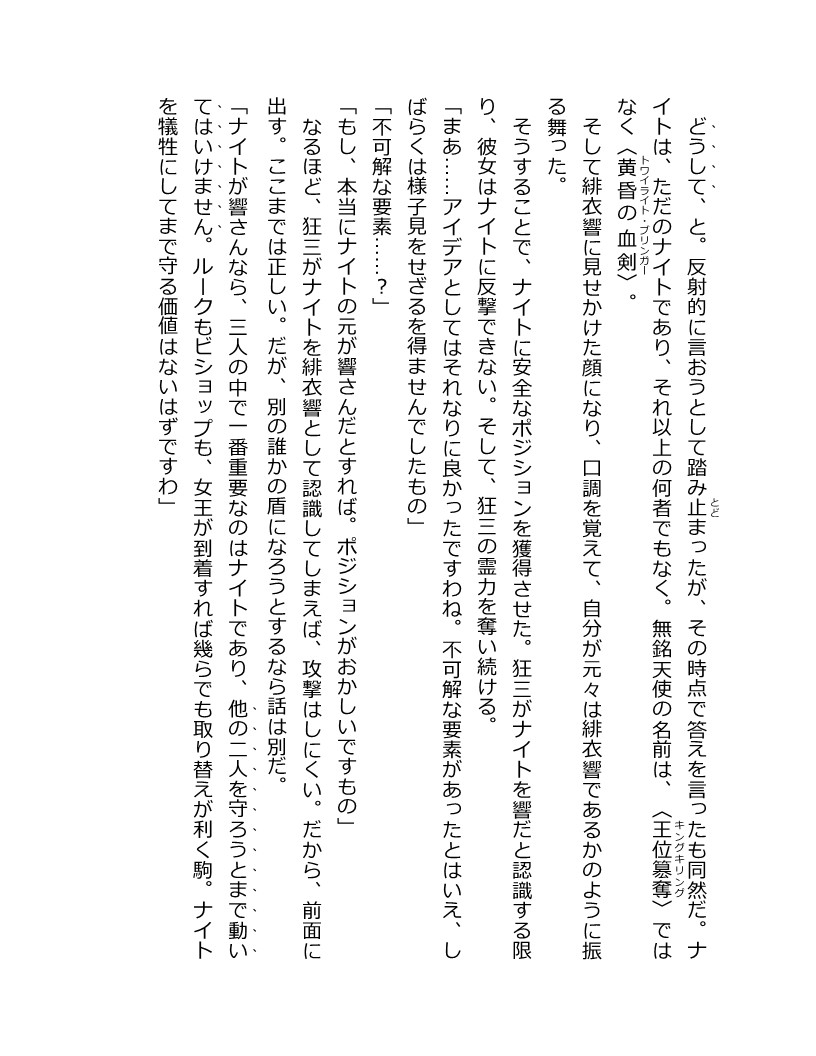 どうして、と。反射的に言おうとして踏み止まったが、その時点で答えを言ったも同然だ。ナ
イトは、ただのナイトであり、それ以上の何者でもなく。無銘天使の名前は、〈王位簒奪〉では
なく〈黄昏の血剣〉。
そして緋衣響に見せかけた顔になり、口調を覚えて、自分が元々は緋衣響であるかのように振
る舞った。
そうすることで、ナイトに安全なポジションを獲得させた。狂三がナイトを響だと認識する限
り、彼女はナイトに反撃できない。そして、狂三の霊力を奪い続ける。
「まあ……アイデアとしてはそれなりに良かったですわね。不可解な要素があったとはいえ、し
ばらくは様子見をせざるを得ませんでしたもの」
「不可解な要素……？」
「もし、本当にナイトの元が響さんだとすれば。ポジションがおかしいですもの」
なるほど、狂三がナイトを緋衣響として認識してしまえば、攻撃はしにくい。だから、前面に
出す。ここまでは正しい。だが、別の誰かの盾になろうとするなら話は別だ。
「ナイトが響さんなら、三人の中で一番重要なのはナイトであり、他の二人を守ろうとまで動い
てはいけません。ルークもビショップも、女王が到着すれば幾らでも取り替えが利く駒。ナイト
を犠牲にしてまで守る価値はないはずですわ」